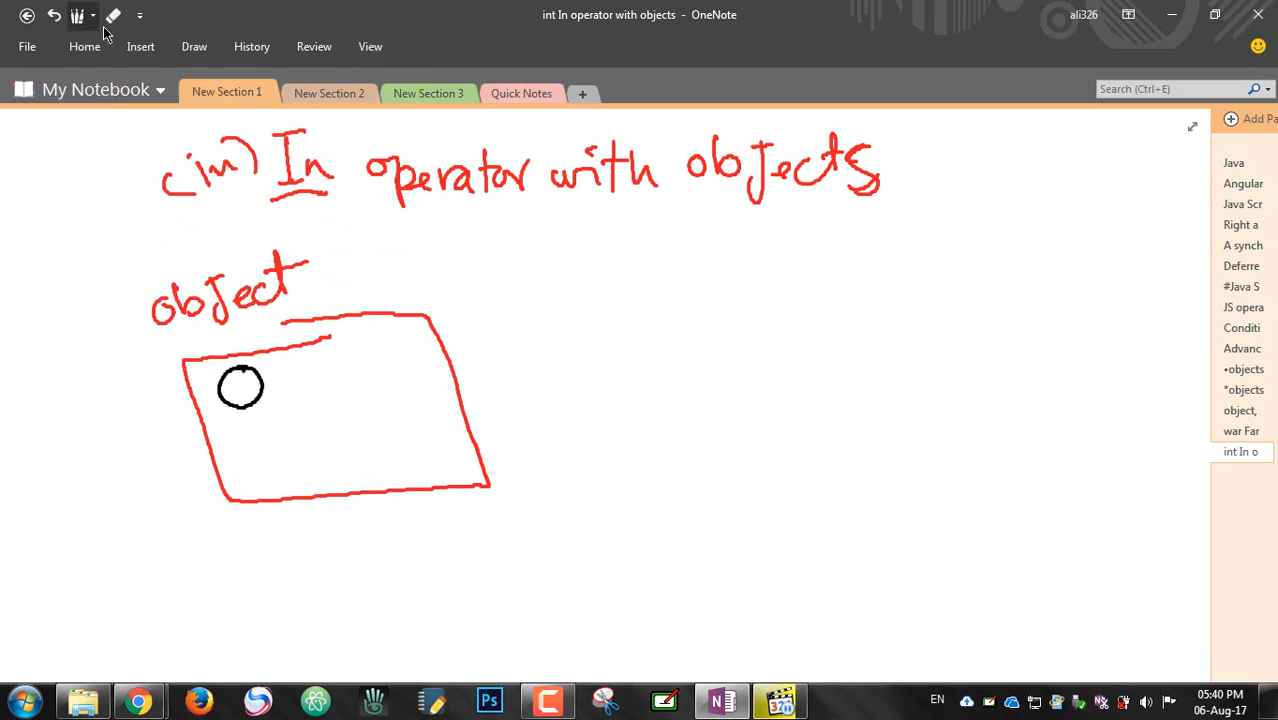 int In operator with objects - OneNote
ali326
File Home Insert Draw History Review View
My Notebook
New Section 1
New Section 2
New Section 3
Quick Notes
+
Search (Ctrl+E)
Add Pa
(in) In operator with objects
object
Java
Angular
Java Scr
Right a
A synch
Deferre
#Java S
JS opera
Conditi
Advanc
•objects
*objects
object,
war Far
int In o
Ps
N
320
EN
05:40 PM
06-Aug-17